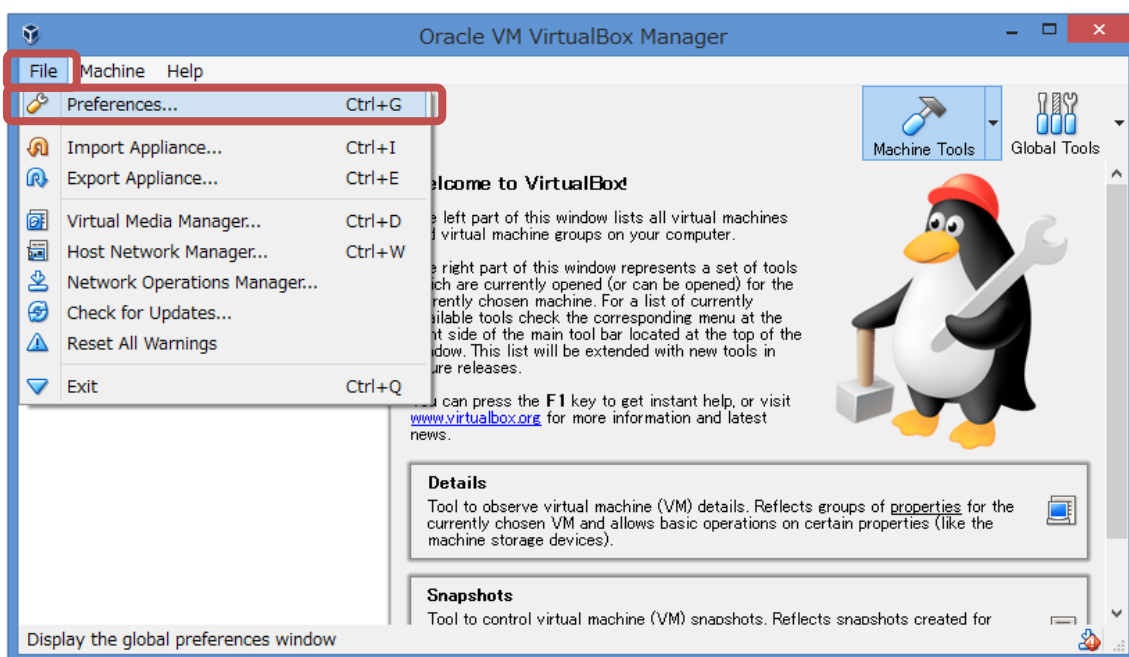 Oracle VM VirtualBox Manager
File Machine Help
Preferences... Ctrl+G
Import Appliance... Ctrl+I
Export Appliance... Ctrl+E
Virtual Media Manager... Ctrl+D
Host Network Manager... Ctrl+W
Network Operations Manager...
Check for Updates...
Reset All Warnings
Exit Ctrl+Q
Machine Tools
Global Tools
elcome to VirtualBox!
left part of this window lists all virtual machines
virtual machine groups on your computer.
right part of this window represents a set of tools
ch are currently opened (or can be opened) for the
rently chosen machine. For a list of currently
ilable tools check the corresponding menu at the
ht side of the main tool bar located at the top of the
dow. This list will be extended with new tools in
ure releases.
can press the F1 key to get instant help, or visit
www.virtualbox.org for more information and latest
news.
Details
Tool to observe virtual machine (VM) details. Reflects groups of properties for the
currently chosen VM and allows basic operations on certain properties (like the
machine storage devices).
Snapshots
Tool to control virtual machine (VM) snapshots. Reflects snapshots created for
Display the global preferences window